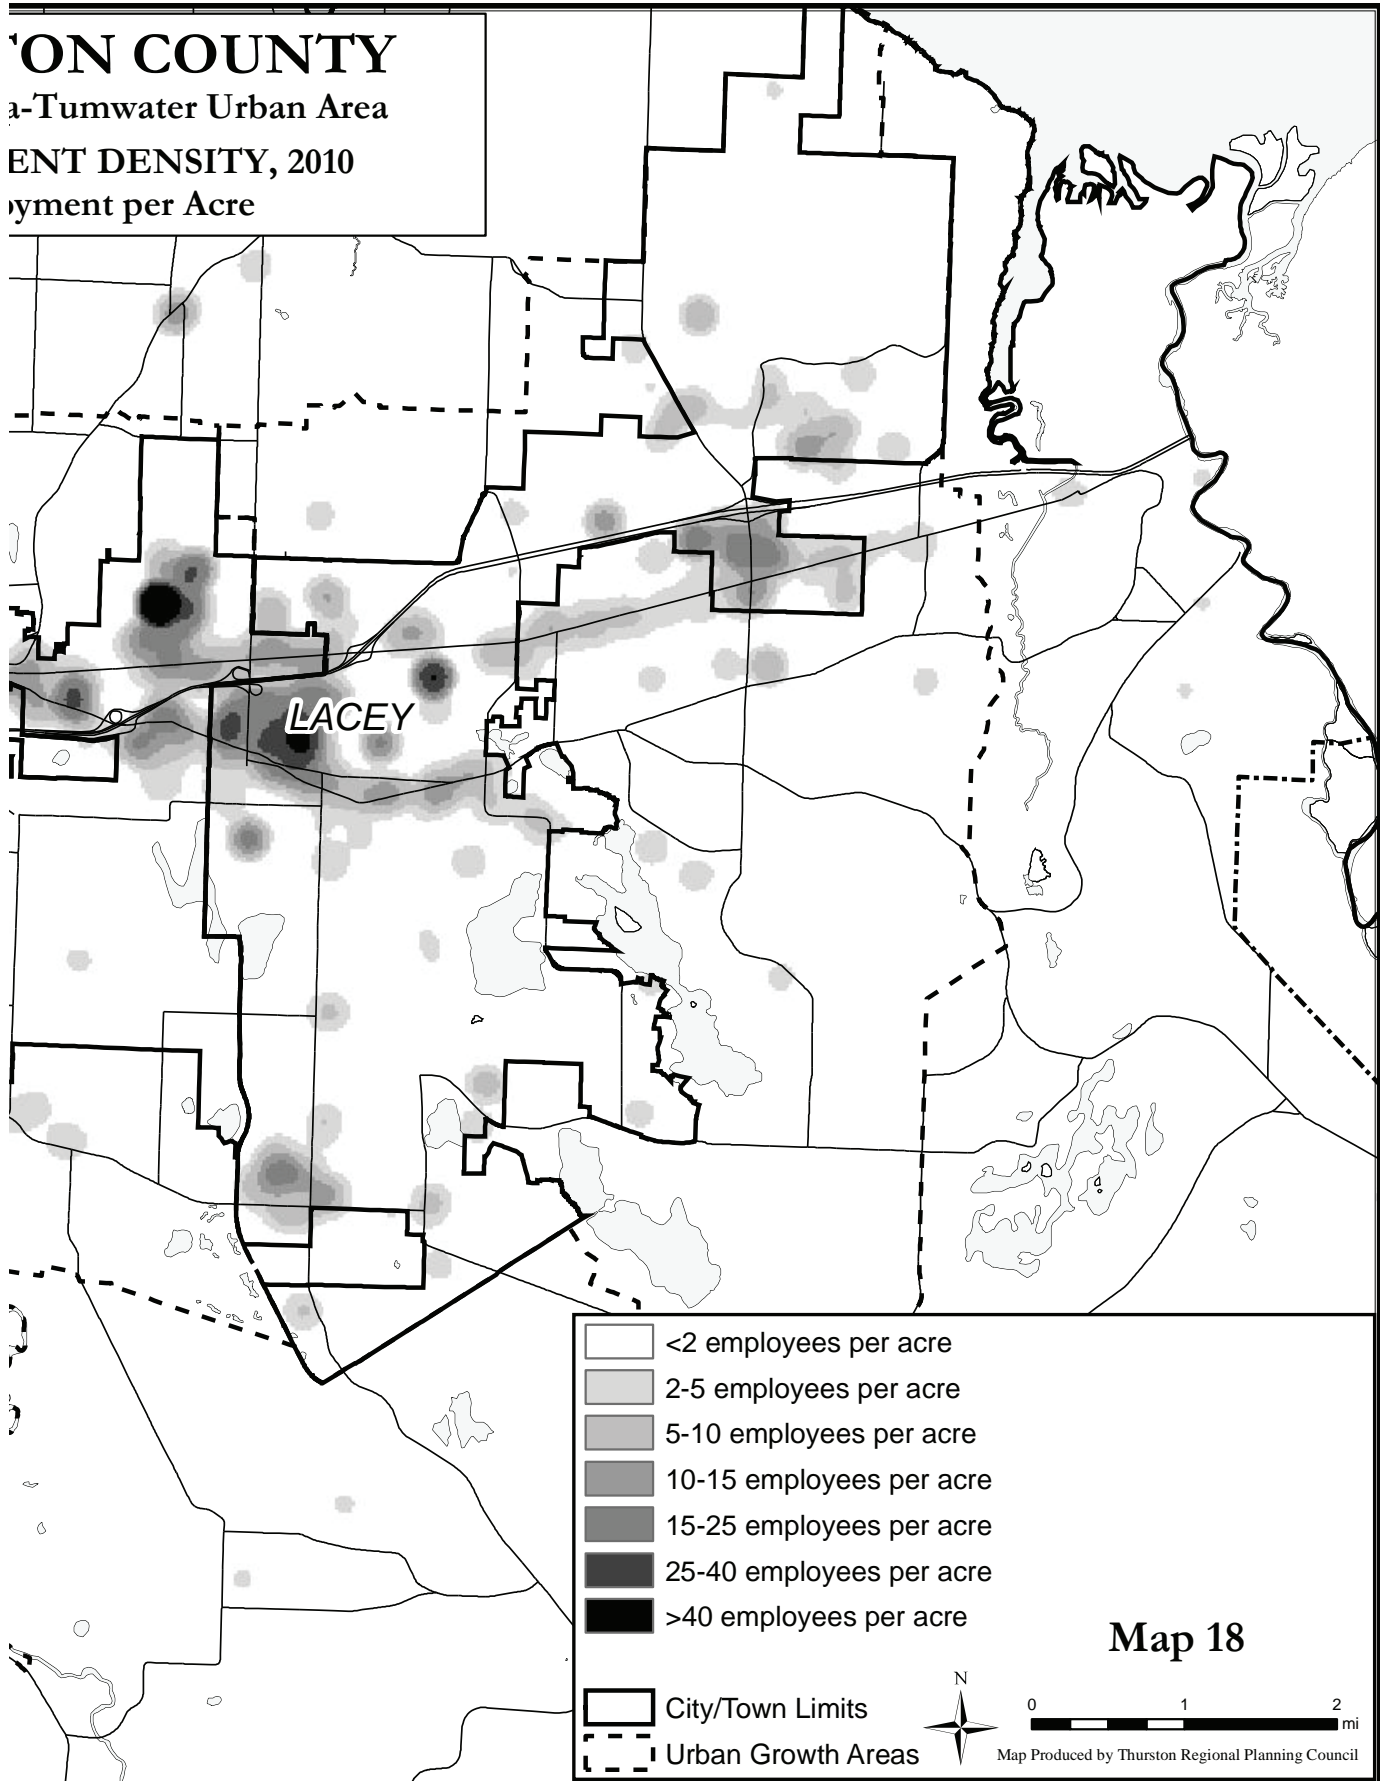 TON COUNTY
a-Tumwater Urban Area
ENT DENSITY, 2010
oyment per Acre
LACEY
<2 employees per acre
2-5 employees per acre
5-10 employees per acre
10-15 employees per acre
15-25 employees per acre
25-40 employees per acre
>40 employees per acre
Map 18
City/Town Limits
Urban Growth Areas
N
0 1 2
mi
Map Produced by Thurston Regional Planning Council